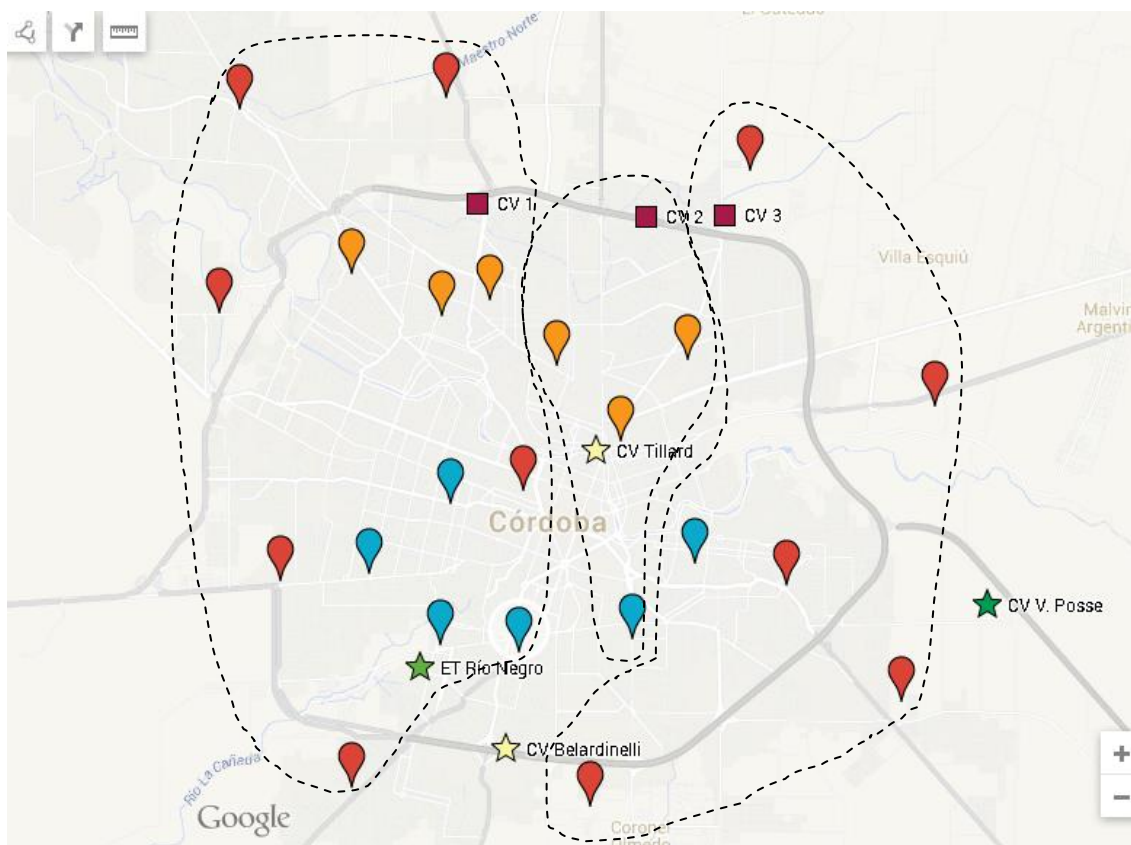 Maestro Norte
CV 1
CV 2
CV 3
Villa Esquiú
Malvin
Argenti
CV Tillard
Córdoba
CV V. Posse
ET Río Negro
CV Belardinelli
Río La Cañada
Google
Coronel
Olmedo
+
−